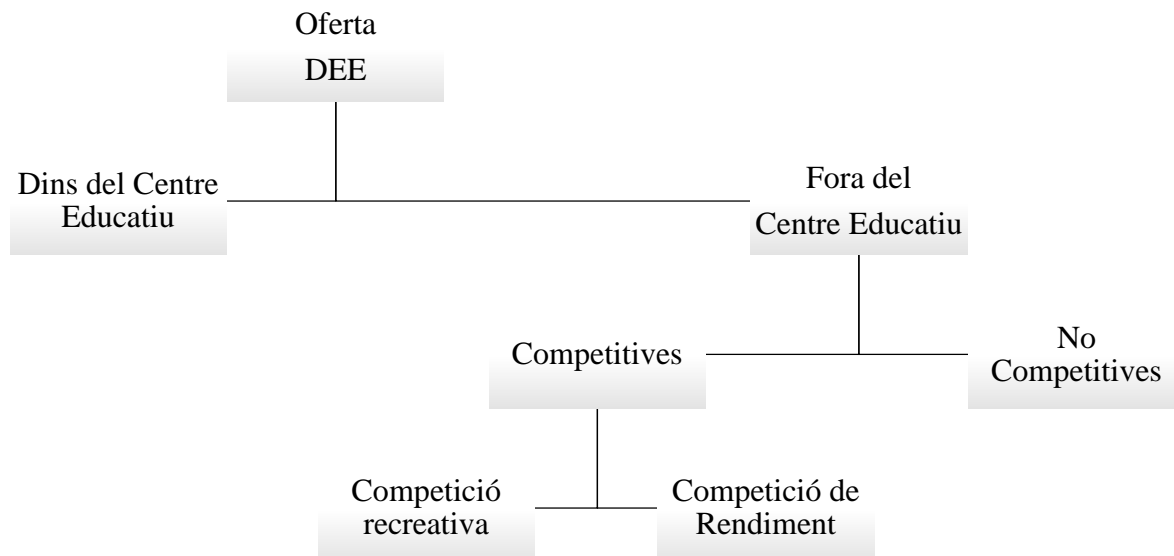 Oferta
DEE
Dins del Centre
Educatiu
Fora del
Centre Educatiu
Competitives
No
Competitives
Competició
recreativa
Competició de
Rendiment